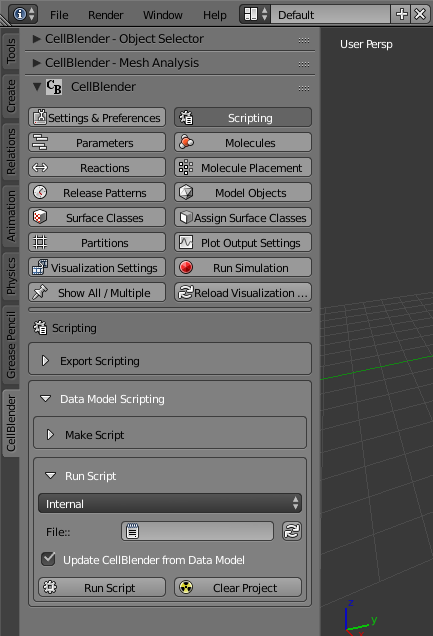 File Render Window Help Default
User Persp
Tools
Create
Relations
Animation
Physics
Grease Pencil
CellBlender
CellBlender - Object Selector
CellBlender - Mesh Analysis
CB CellBlender
Settings & Preferences Scripting
Parameters Molecules
Reactions Molecule Placement
Release Patterns Model Objects
Surface Classes Assign Surface Classes
Partitions Plot Output Settings
Visualization Settings Run Simulation
Show All / Multiple Reload Visualization ...
Scripting
Export Scripting
Data Model Scripting
Make Script
Run Script
Internal
File::
Update CellBlender from Data Model
Run Script Clear Project
z
y